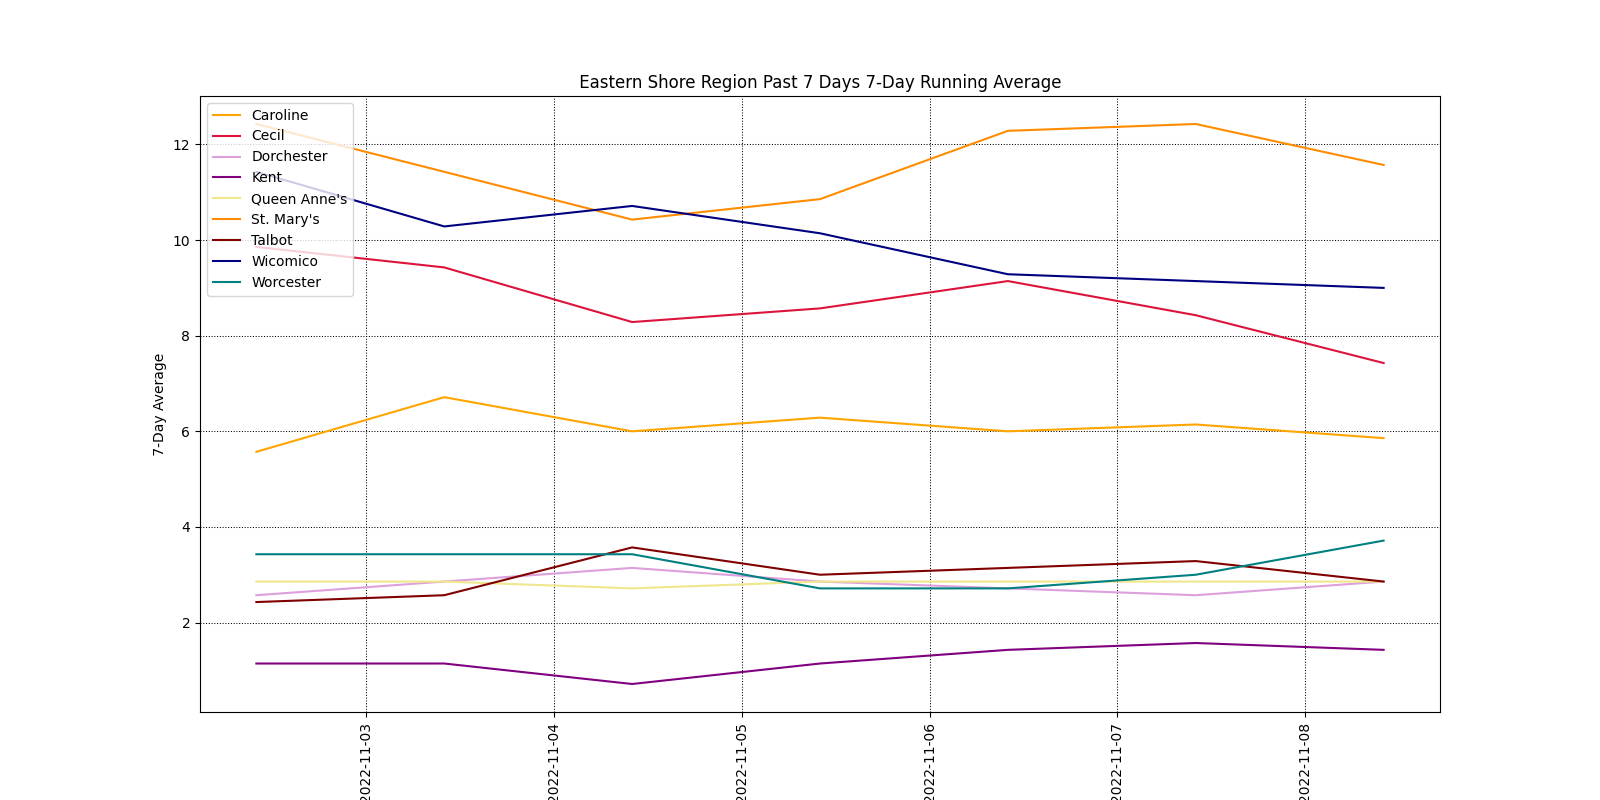 Eastern Shore Region Past 7 Days 7-Day Running Average
Caroline
Cecil
Dorchester
Kent
Queen Anne's
St. Mary's
Talbot
Wicomico
Worcester
12
10
8
6
4
2
7-Day Average
2022-11-03
2022-11-04
2022-11-05
2022-11-06
2022-11-07
2022-11-08